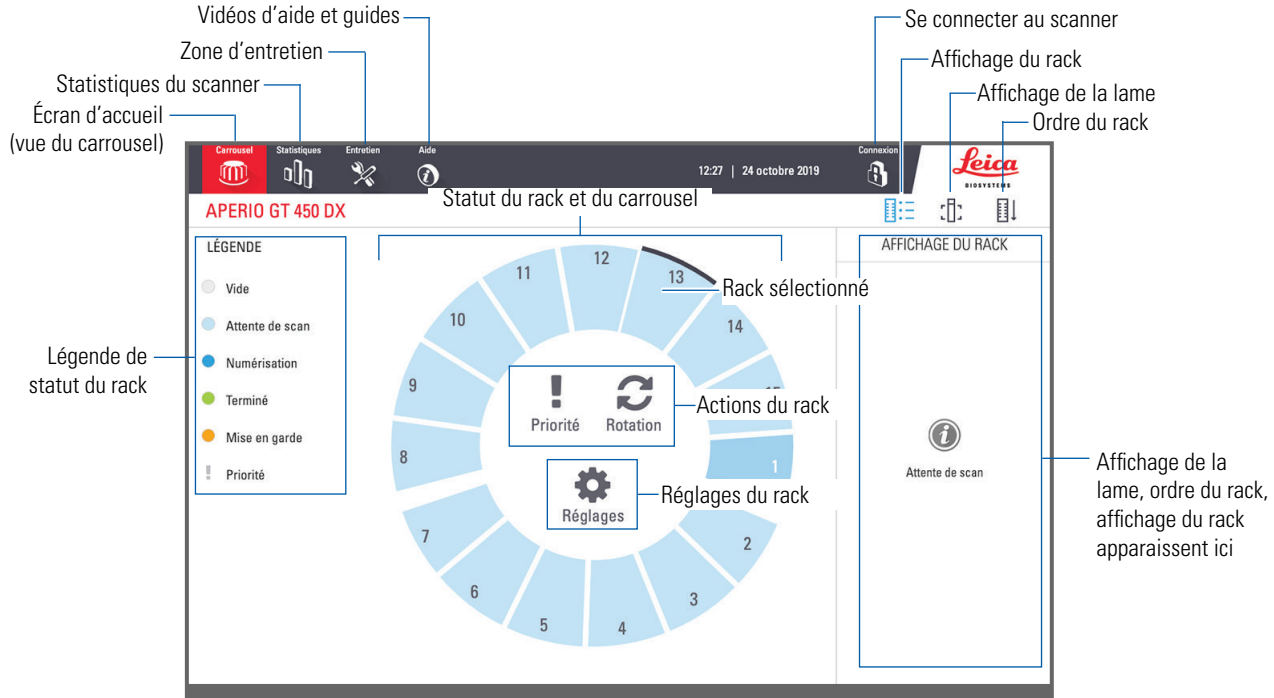 Vidéos d'aide et guides
Se connecter au scanner
Zone d'entretien
Affichage du rack
Statistiques du scanner
Affichage de la lame
Écran d'accueil
(vue du carrousel)
Ordre du rack
Carrousel
Statistiques
Entretien
Aide
12:27 | 24 octobre 2019
Connexion
Leica
BIOSYSTEMS
APERIO GT 450 DX
Statut du rack et du carrousel
LÉGENDE
Vide
Attente de scan
Numérisation
Terminé
Mise en garde
Priorité
Légende de
statut du rack
11
12
13
Rack sélectionné
10
14
9
8
1
7
2
6
3
5
4
Priorité
Rotation
Actions du rack
Réglages
Réglages du rack
AFFICHAGE DU RACK
Attente de scan
Affichage de la
lame, ordre du rack,
affichage du rack
apparaissent ici